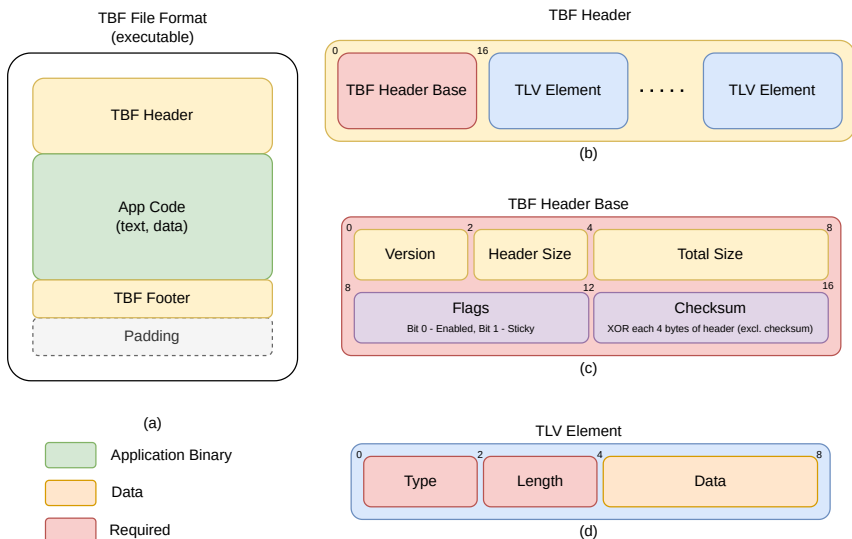 TBF File Format
(executable)
TBF Header
App Code
(text, data)
TBF Footer
Padding
(a)
Application Binary
Data
Required
TBF Header
0
16
TBF Header Base
TLV Element
. . . . .
TLV Element
(b)
TBF Header Base
0
2
4
8
Version
Header Size
Total Size
8
12
16
Flags
Bit 0 - Enabled, Bit 1 - Sticky
Checksum
XOR each 4 bytes of header (excl. checksum)
(c)
TLV Element
0
2
4
8
Type
Length
Data
(d)